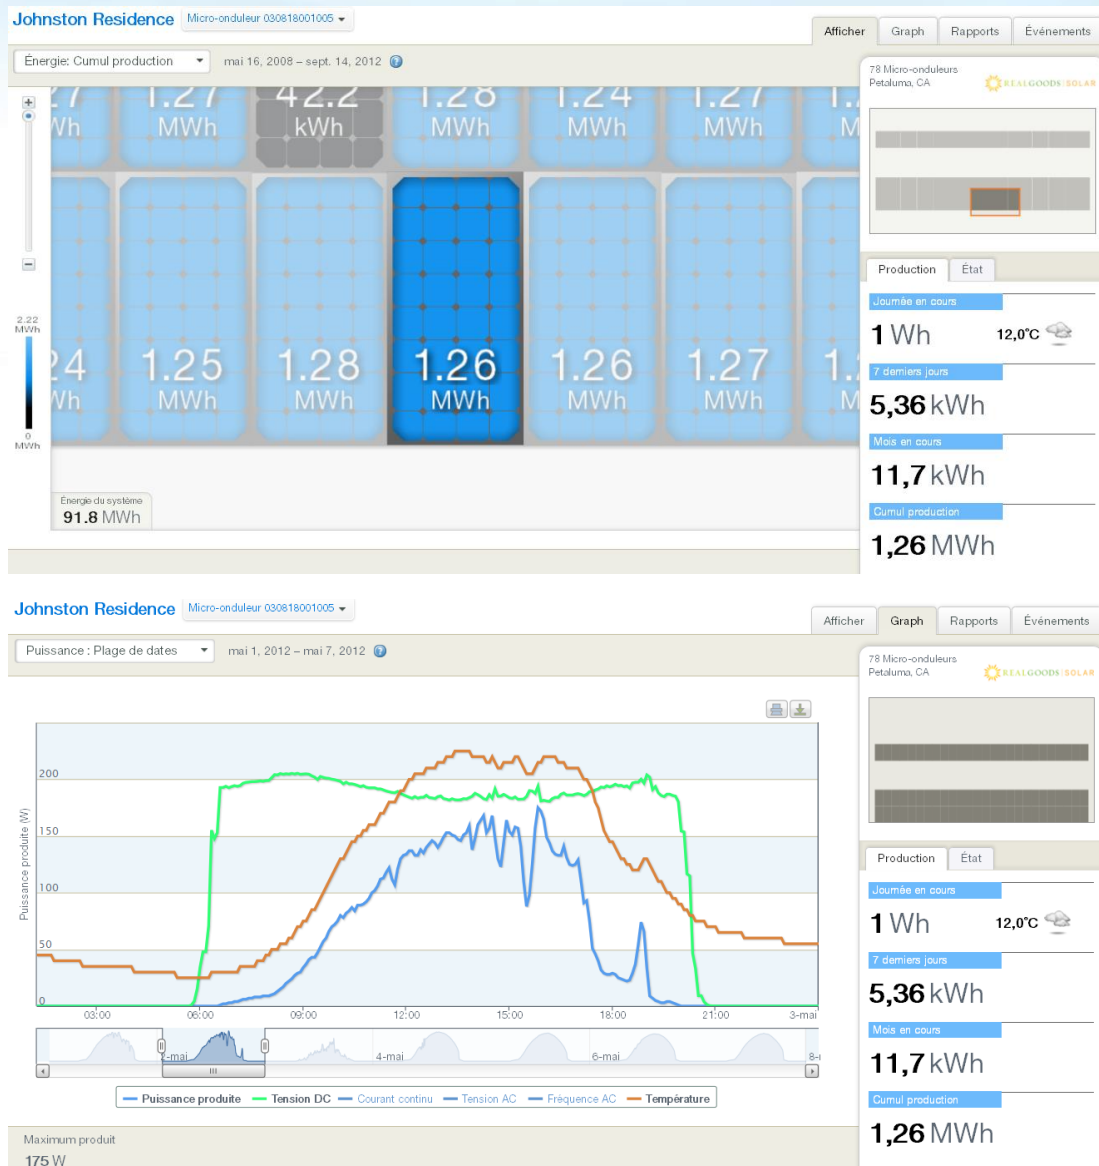 Johnston Residence
Micro-onduleur 030818001005
Afficher
Graph
Rapports
Événements
Énergie: Cumul production
mai 16, 2008 – sept. 14, 2012
78 Micro-onduleurs
Petaluma, CA
REALGOODS|SOLAR
1.27
MWh
42.2
kWh
1.28
MWh
1.24
MWh
1.27
MWh
1.25
MWh
1.28
MWh
1.26
MWh
1.26
MWh
1.27
MWh
2.22
MWh
0
MWh
Énergie du système
91.8 MWh
Production
État
Journée en cours
1 Wh
12,0°C
7 derniers jours
5,36 kWh
Mois en cours
11,7 kWh
Cumul production
1,26 MWh
Johnston Residence
Micro-onduleur 030818001005
Afficher
Graph
Rapports
Événements
Puissance : Plage de dates
mai 1, 2012 – mai 7, 2012
78 Micro-onduleurs
Petaluma, CA
REALGOODS|SOLAR
Puissance produite (W)
200
150
100
50
0
03:00
06:00
09:00
12:00
15:00
18:00
21:00
3-mai
2-mai
4-mai
6-mai
Puissance produite
Tension DC
Courant continu
Tension AC
Fréquence AC
Température
Maximum produit
175 W
Production
État
Journée en cours
1 Wh
12,0°C
7 derniers jours
5,36 kWh
Mois en cours
11,7 kWh
Cumul production
1,26 MWh